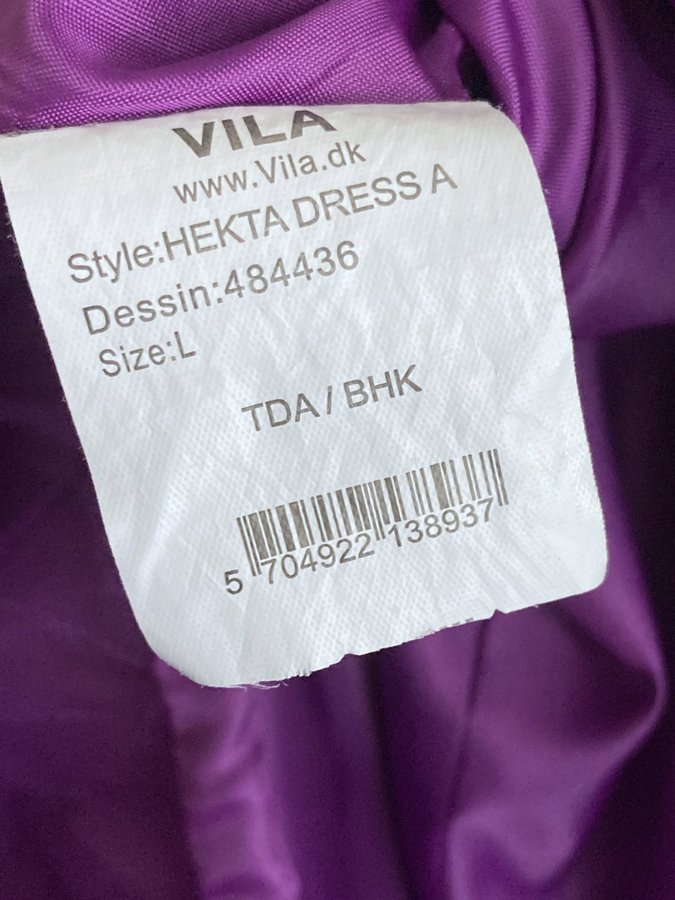 VILA
www.Vila.dk
Style:HEKTA DRESS A
Dessin:484436
Size:L
TDA / BHK
5 704922 138937